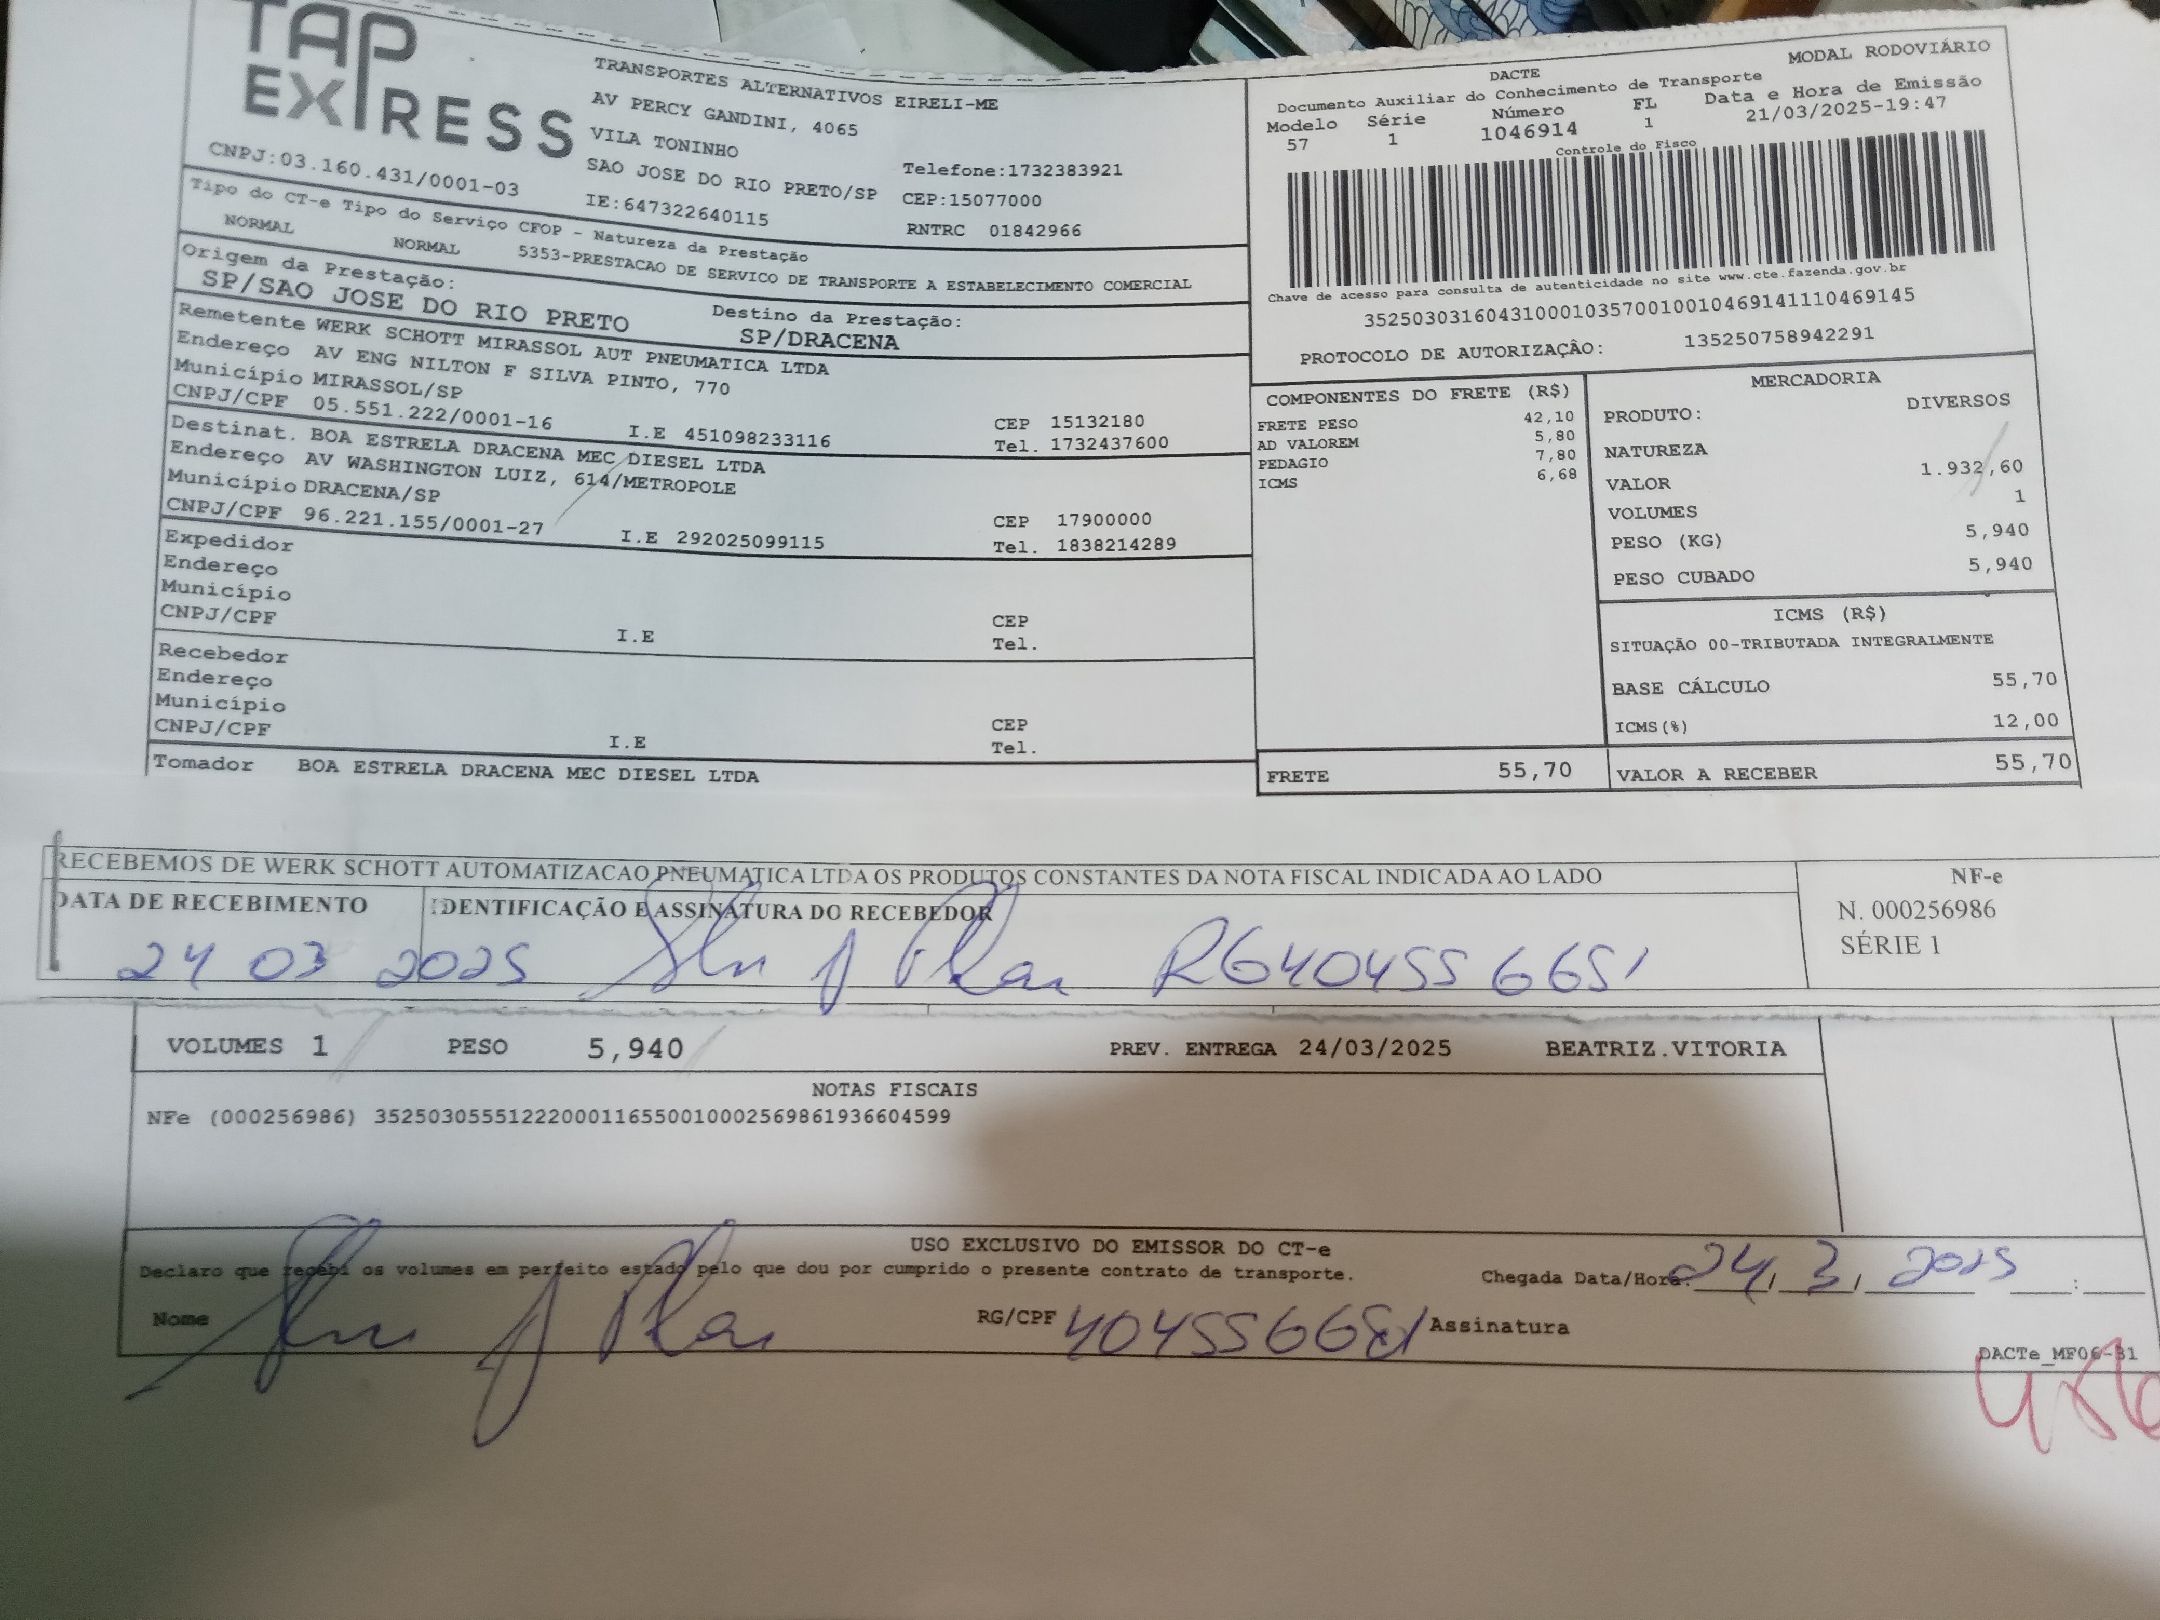 TAP
EXPRESS
TRANSPORTES ALTERNATIVOS EIRELI-ME
AV PERCY GANDINI, 4065
VILA TONINHO
SAO JOSE DO RIO PRETO/SP
IE:647322640115
Telefone:1732383921
CEP:15077000
RNTRC 01842966
CNPJ:03.160.431/0001-03
Tipo do CT-e Tipo do Serviço CFOP - Natureza da Prestação
NORMAL NORMAL 5353-PRESTACAO DE SERVICO DE TRANSPORTE A ESTABELECIMENTO COMERCIAL
Origem da Prestação: Destino da Prestação:
SP/SAO JOSE DO RIO PRETO SP/DRACENA
Remetente WERK SCHOTT MIRASSOL AUT PNEUMATICA LTDA
Endereço AV ENG NILTON F SILVA PINTO, 770
Município MIRASSOL/SP CEP 15132180
CNPJ/CPF 05.551.222/0001-16 I.E 451098233116 Tel. 1732437600
Destinat. BOA ESTRELA DRACENA MEC DIESEL LTDA
Endereço AV WASHINGTON LUIZ, 614/METROPOLE
Município DRACENA/SP CEP 17900000
CNPJ/CPF 96.221.155/0001-27 I.E 292025099115 Tel. 1838214289
Expedidor
Endereço
Município CEP
CNPJ/CPF I.E Tel.
Recebedor
Endereço
Município CEP
CNPJ/CPF I.E Tel.
Tomador BOA ESTRELA DRACENA MEC DIESEL LTDA
DACTE MODAL RODOVIÁRIO
Documento Auxiliar do Conhecimento de Transporte
Modelo Série Número FL Data e Hora de Emissão
57 1 1046914 1 21/03/2025-19:47
Controle do Fisco
Chave de acesso para consulta de autenticidade no site www.cte.fazenda.gov.br
35250303160431000103570010010469141110469145
PROTOCOLO DE AUTORIZAÇÃO: 135250758942291
COMPONENTES DO FRETE (R$)
FRETE PESO 42,10
AD VALOREM 5,80
PEDAGIO 7,80
ICMS 6,68
MERCADORIA
PRODUTO: DIVERSOS
NATUREZA
VALOR 1.932,60
VOLUMES 1
PESO (KG) 5,940
PESO CUBADO 5,940
ICMS (R$)
SITUAÇÃO 00-TRIBUTADA INTEGRALMENTE
BASE CÁLCULO 55,70
ICMS(%) 12,00
FRETE 55,70 VALOR A RECEBER 55,70
RECEBEMOS DE WERK SCHOTT AUTOMATIZACAO PNEUMATICA LTDA OS PRODUTOS CONSTANTES DA NOTA FISCAL INDICADA AO LADO
DATA DE RECEBIMENTO IDENTIFICAÇÃO E ASSINATURA DO RECEBEDOR
24 03 2025 RG404556651
NF-e
N. 000256986
SÉRIE 1
VOLUMES 1 PESO 5,940 PREV. ENTREGA 24/03/2025 BEATRIZ.VITORIA
NOTAS FISCAIS
NFe (000256986) 35250305551222000116550010002569861936604599
USO EXCLUSIVO DO EMISSOR DO CT-e
Declaro que recebi os volumes em perfeito estado pelo que dou por cumprido o presente contrato de transporte. Chegada Data/Hora: 24/3/2025 :
Nome RG/CPF Assinatura
DACTe_MF06-31